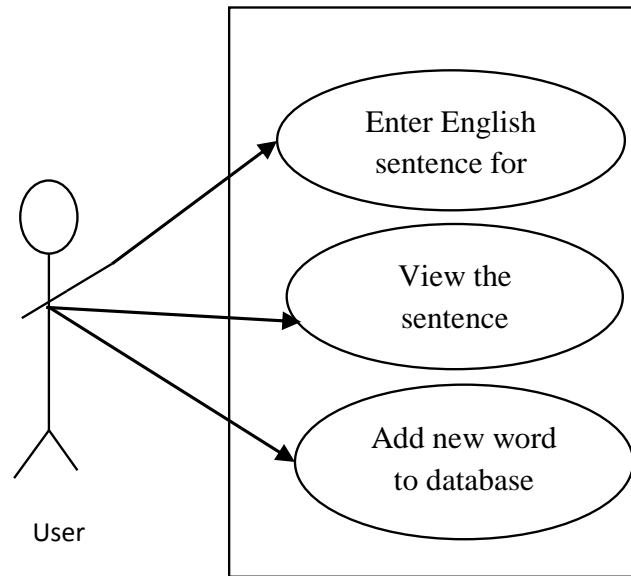 Enter English
sentence for
View the
sentence
Add new word
to database
User